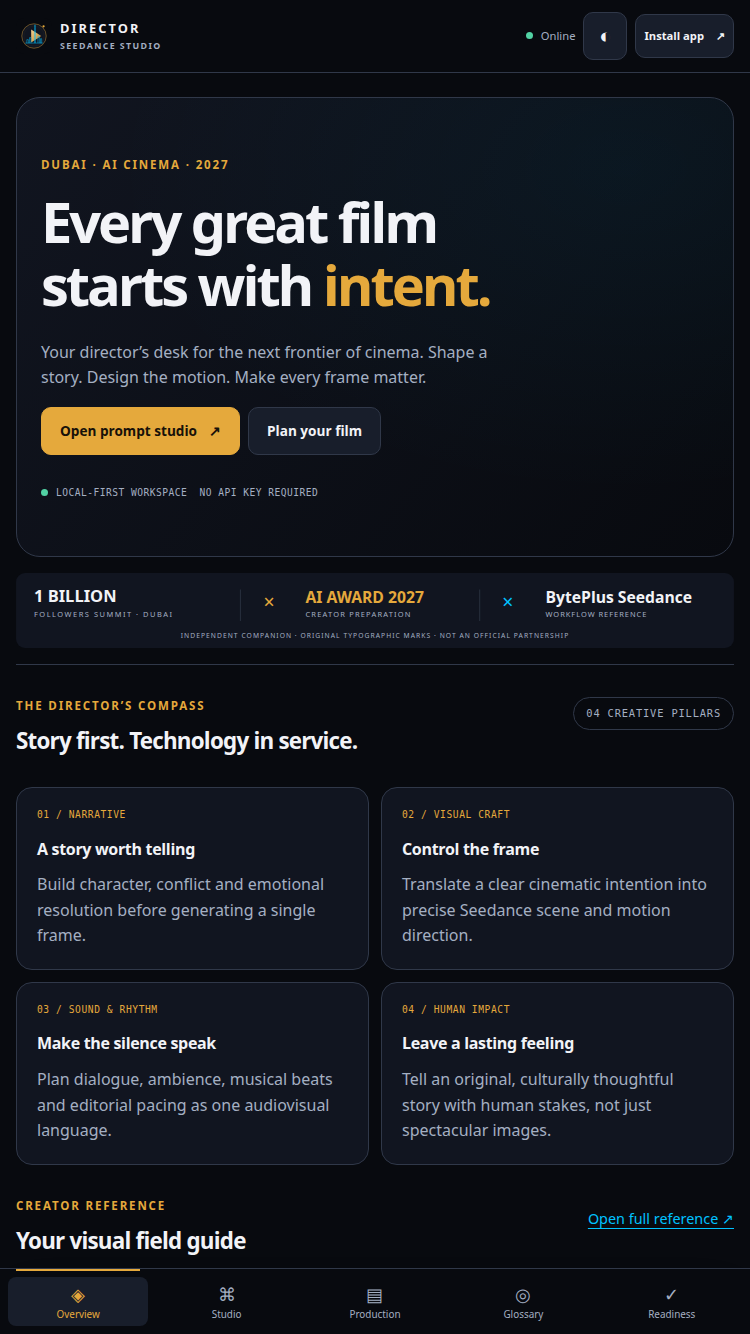 DIRECTOR
SEEDANCE STUDIO
Online
Install app ↗
DUBAI · AI CINEMA · 2027
Every great film
starts with intent.
Your director’s desk for the next frontier of cinema. Shape a
story. Design the motion. Make every frame matter.
Open prompt studio ↗
Plan your film
LOCAL-FIRST WORKSPACE NO API KEY REQUIRED
1 BILLION
FOLLOWERS SUMMIT · DUBAI
×
AI AWARD 2027
CREATOR PREPARATION
×
BytePlus Seedance
WORKFLOW REFERENCE
INDEPENDENT COMPANION · ORIGINAL TYPOGRAPHIC MARKS · NOT AN OFFICIAL PARTNERSHIP
THE DIRECTOR’S COMPASS
Story first. Technology in service.
04 CREATIVE PILLARS
01 / NARRATIVE
A story worth telling
Build character, conflict and emotional
resolution before generating a single
frame.
02 / VISUAL CRAFT
Control the frame
Translate a clear cinematic intention into
precise Seedance scene and motion
direction.
03 / SOUND & RHYTHM
Make the silence speak
Plan dialogue, ambience, musical beats
and editorial pacing as one audiovisual
language.
04 / HUMAN IMPACT
Leave a lasting feeling
Tell an original, culturally thoughtful
story with human stakes, not just
spectacular images.
CREATOR REFERENCE
Your visual field guide
Open full reference ↗
Overview
Studio
Production
Glossary
Readiness